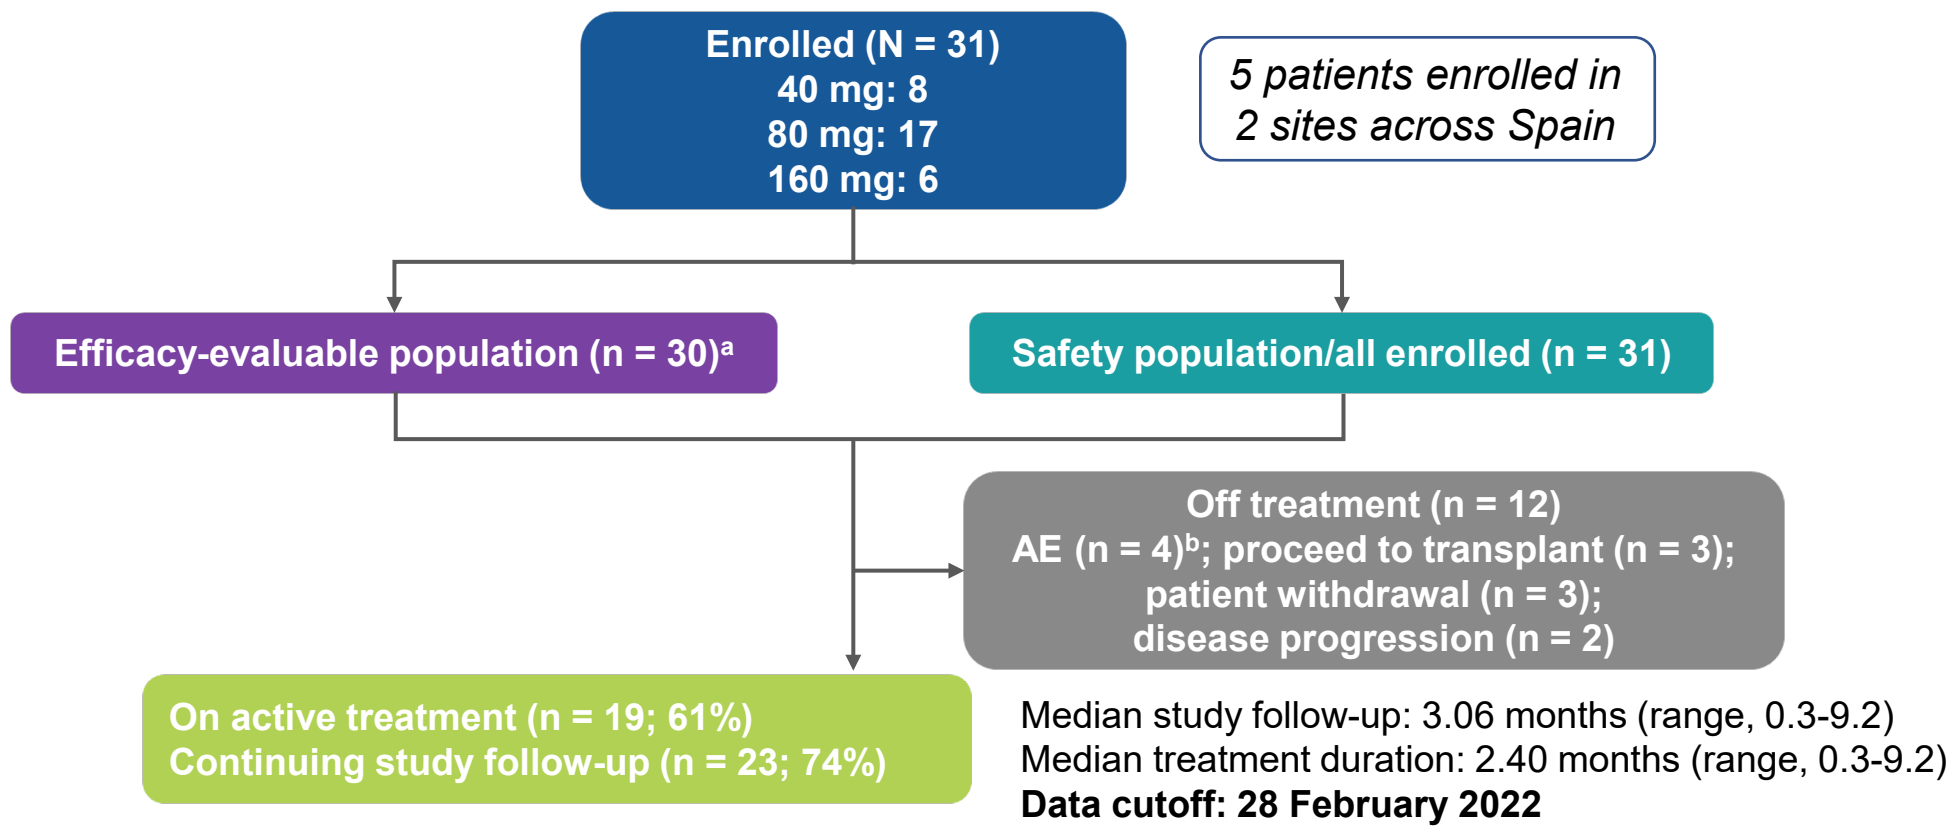 Enrolled (N = 31)
40 mg: 8
80 mg: 17
160 mg: 6
5 patients enrolled in
2 sites across Spain
Efficacy-evaluable population (n = 30)ᵃ
Safety population/all enrolled (n = 31)
Off treatment (n = 12)
AE (n = 4)ᵇ; proceed to transplant (n = 3);
patient withdrawal (n = 3);
disease progression (n = 2)
On active treatment (n = 19; 61%)
Continuing study follow-up (n = 23; 74%)
Median study follow-up: 3.06 months (range, 0.3-9.2)
Median treatment duration: 2.40 months (range, 0.3-9.2)
Data cutoff: 28 February 2022